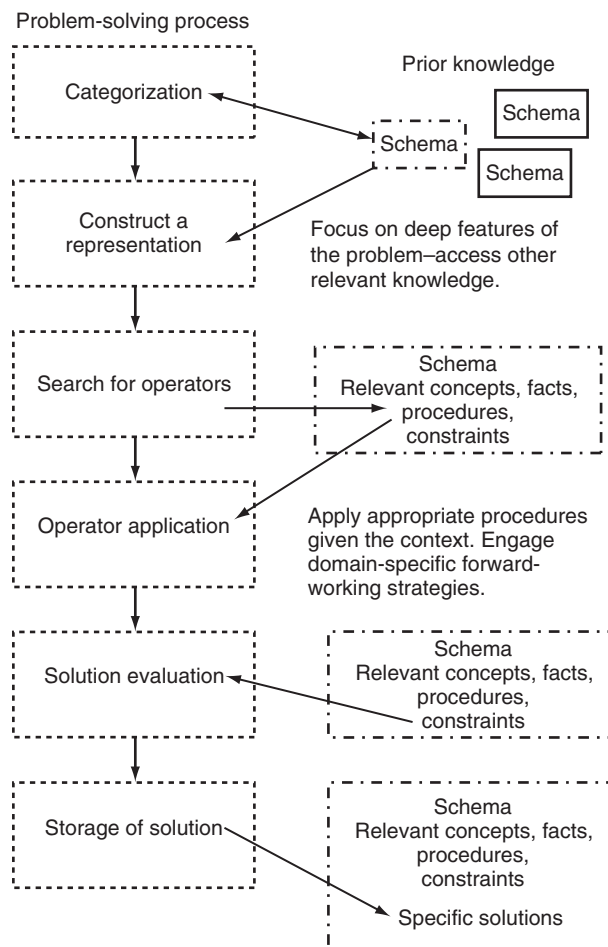 Problem-solving process
Prior knowledge
Categorization
Schema
Schema
Schema
Construct a
representation
Focus on deep features of
the problem–access other
relevant knowledge.
Search for operators
Schema
Relevant concepts, facts,
procedures,
constraints
Operator application
Apply appropriate procedures
given the context. Engage
domain-specific forward-
working strategies.
Solution evaluation
Schema
Relevant concepts, facts,
procedures,
constraints
Storage of solution
Schema
Relevant concepts, facts,
procedures,
constraints
Specific solutions